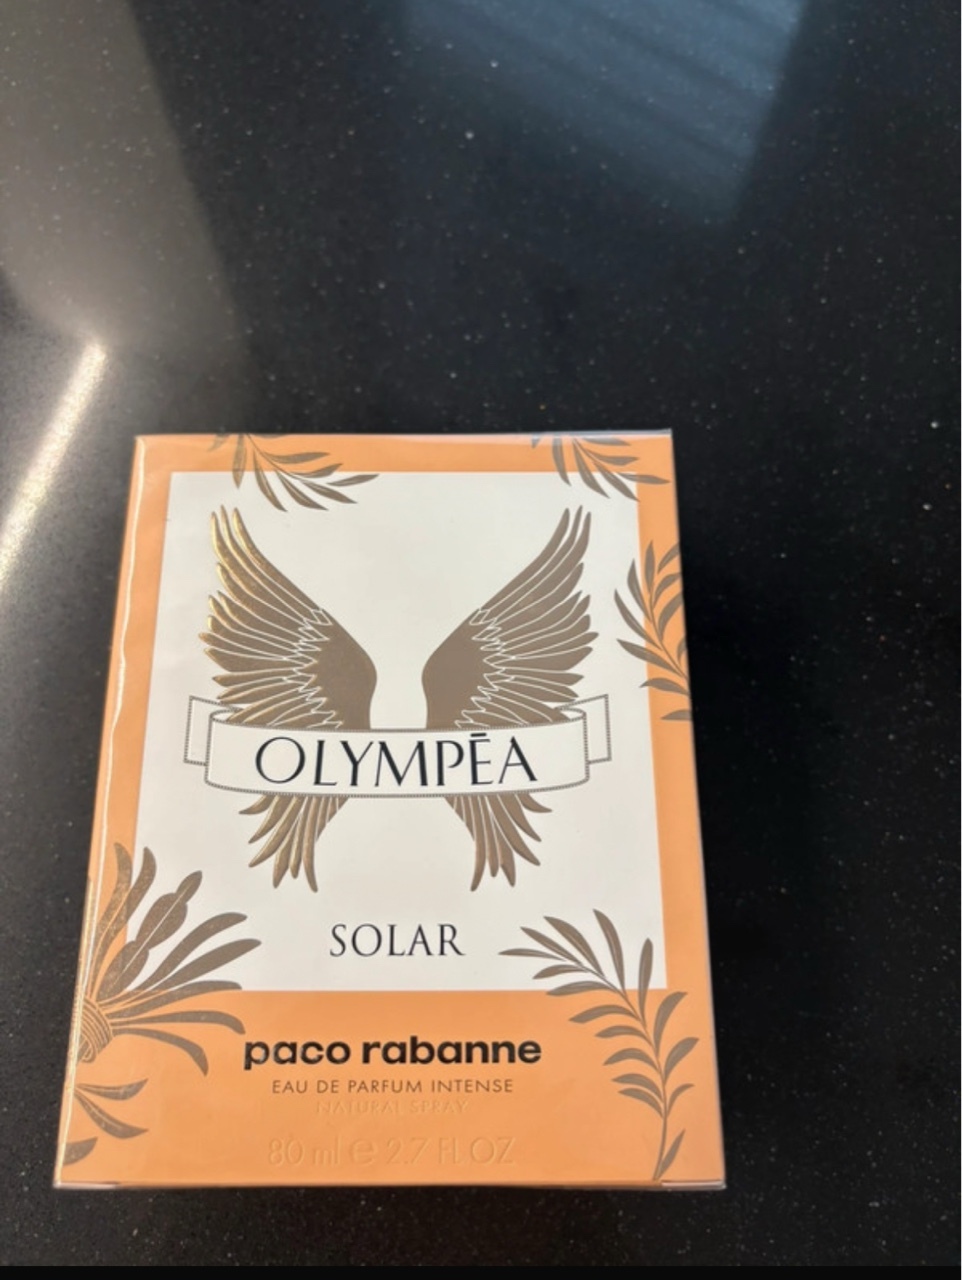 OLYMPĒA
SOLAR
paco rabanne
EAU DE PARFUM INTENSE
NATURAL SPRAY
80 ml e 2.7 FL OZ